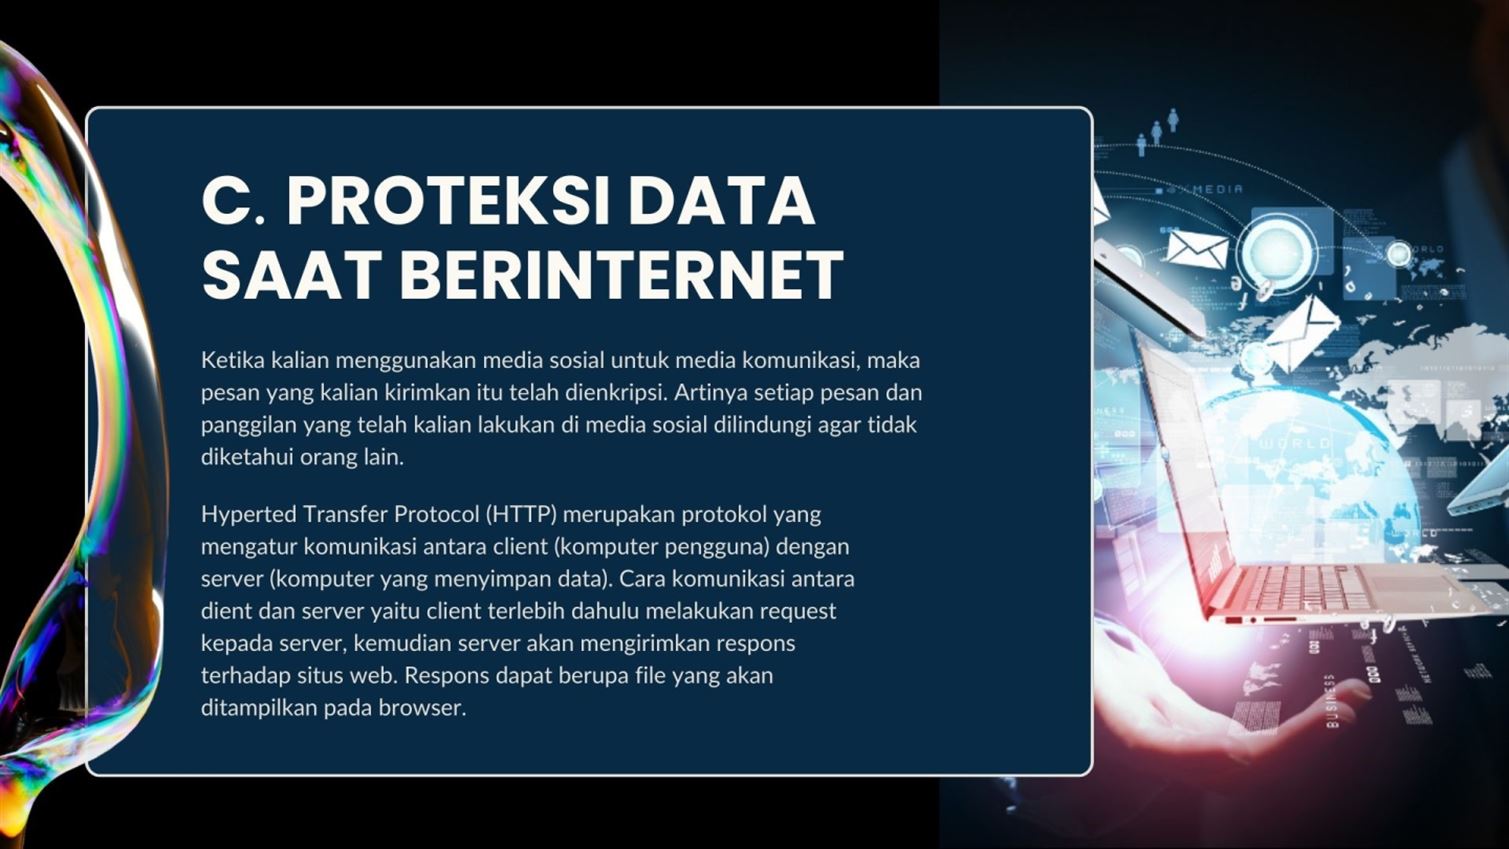 C. PROTEKSI DATA
SAAT BERINTERNET
Ketika kalian menggunakan media sosial untuk media komunikasi, maka
pesan yang kalian kirimkan itu telah dienkripsi. Artinya setiap pesan dan
panggilan yang telah kalian lakukan di media sosial dilindungi agar tidak
diketahui orang lain.
Hyperted Transfer Protocol (HTTP) merupakan protokol yang
mengatur komunikasi antara client (komputer pengguna) dengan
server (komputer yang menyimpan data). Cara komunikasi antara
dient dan server yaitu client terlebih dahulu melakukan request
kepada server, kemudian server akan mengirimkan respons
terhadap situs web. Respons dapat berupa file yang akan
ditampilkan pada browser.
MEDIA
WORLD
WORLD
WORLD
BUSINESS